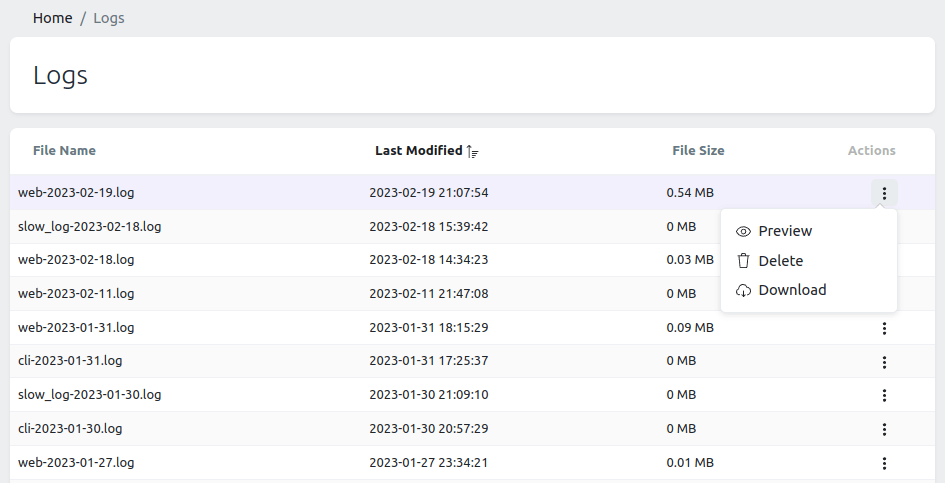 Home / Logs
Logs
File Name Last Modified File Size Actions
web-2023-02-19.log 2023-02-19 21:07:54 0.54 MB
slow_log-2023-02-18.log 2023-02-18 15:39:42 0 MB
Preview
web-2023-02-18.log 2023-02-18 14:34:23 0.03 MB
Delete
web-2023-02-11.log 2023-02-11 21:47:08 0 MB
Download
web-2023-01-31.log 2023-01-31 18:15:29 0.09 MB
cli-2023-01-31.log 2023-01-31 17:25:37 0 MB
slow_log-2023-01-30.log 2023-01-30 21:09:10 0 MB
cli-2023-01-30.log 2023-01-30 20:57:29 0 MB
web-2023-01-27.log 2023-01-27 23:34:21 0.01 MB